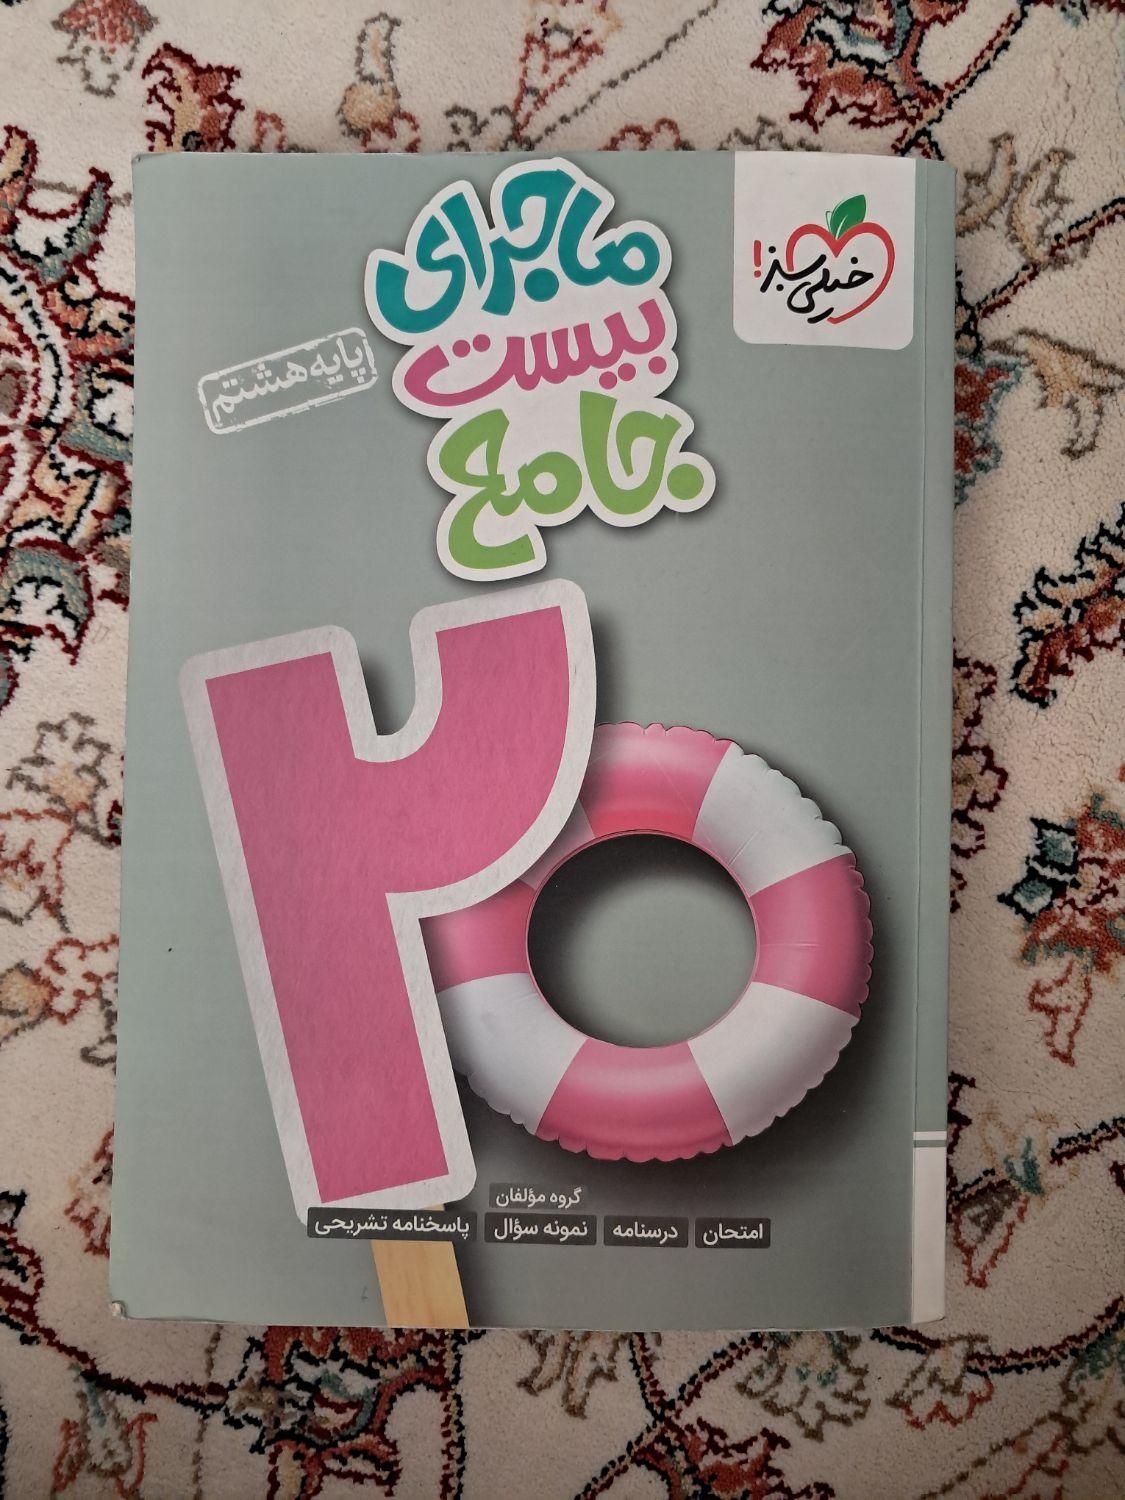 خیلی سبز!
ماجرای
بیست
جامع
پایه هشتم
۲۰
گروه مؤلفان
امتحان درسنامه نمونه سؤال پاسخنامه تشریحی